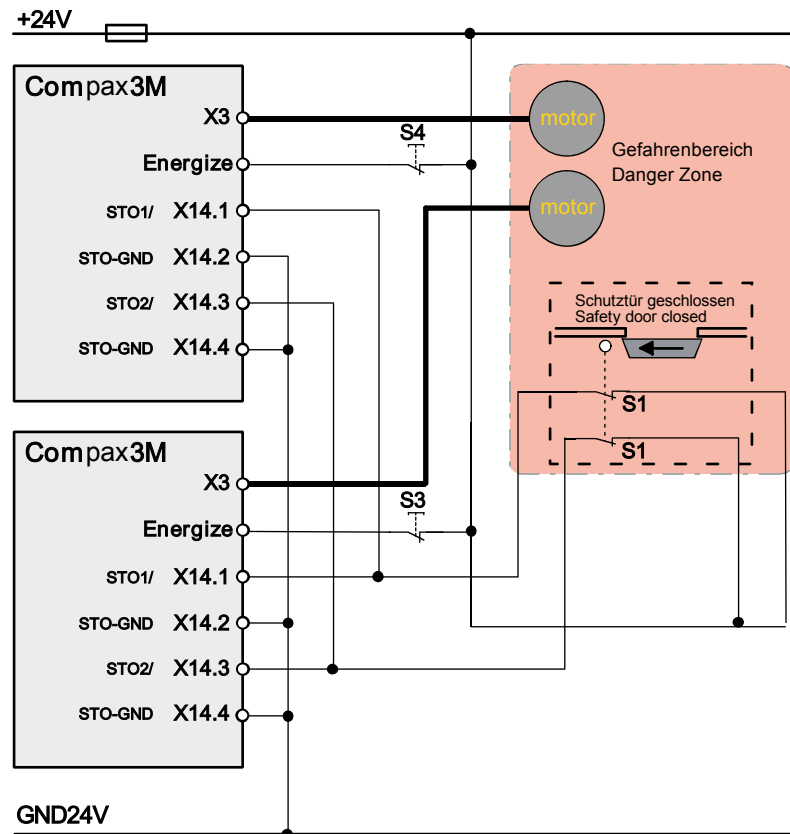 +24V
Compax3M
X3
Energize
STO1/ X14.1
STO-GND X14.2
STO2/ X14.3
STO-GND X14.4
S4
motor
motor
Gefahrenbereich
Danger Zone
Schutztür geschlossen
Safety door closed
S1
S1
Compax3M
X3
Energize
STO1/ X14.1
STO-GND X14.2
STO2/ X14.3
STO-GND X14.4
S3
GND24V